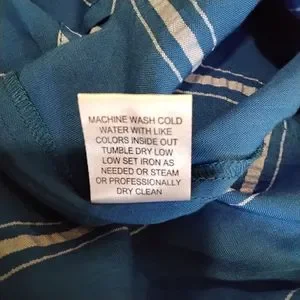 MACHINE WASH COLD
WATER WITH LIKE
COLORS INSIDE OUT
TUMBLE DRY LOW
LOW SET IRON AS
NEEDED OR STEAM
OR PROFESSIONALLY
DRY CLEAN